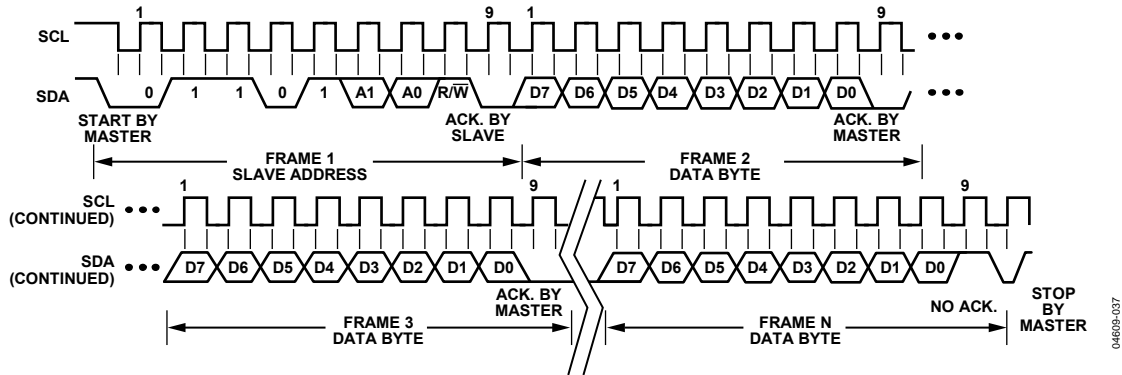 1 9 1 9
SCL
SDA 0 1 1 0 1 A1 A0 R/W̅ D7 D6 D5 D4 D3 D2 D1 D0
START BY MASTER
ACK. BY SLAVE
ACK. BY MASTER
FRAME 1
SLAVE ADDRESS
FRAME 2
DATA BYTE
1 9 1 9
SCL
(CONTINUED)
SDA
(CONTINUED)
D7 D6 D5 D4 D3 D2 D1 D0 D7 D6 D5 D4 D3 D2 D1 D0
ACK. BY
MASTER
NO ACK.
STOP
BY
MASTER
FRAME 3
DATA BYTE
FRAME N
DATA BYTE
04609-037